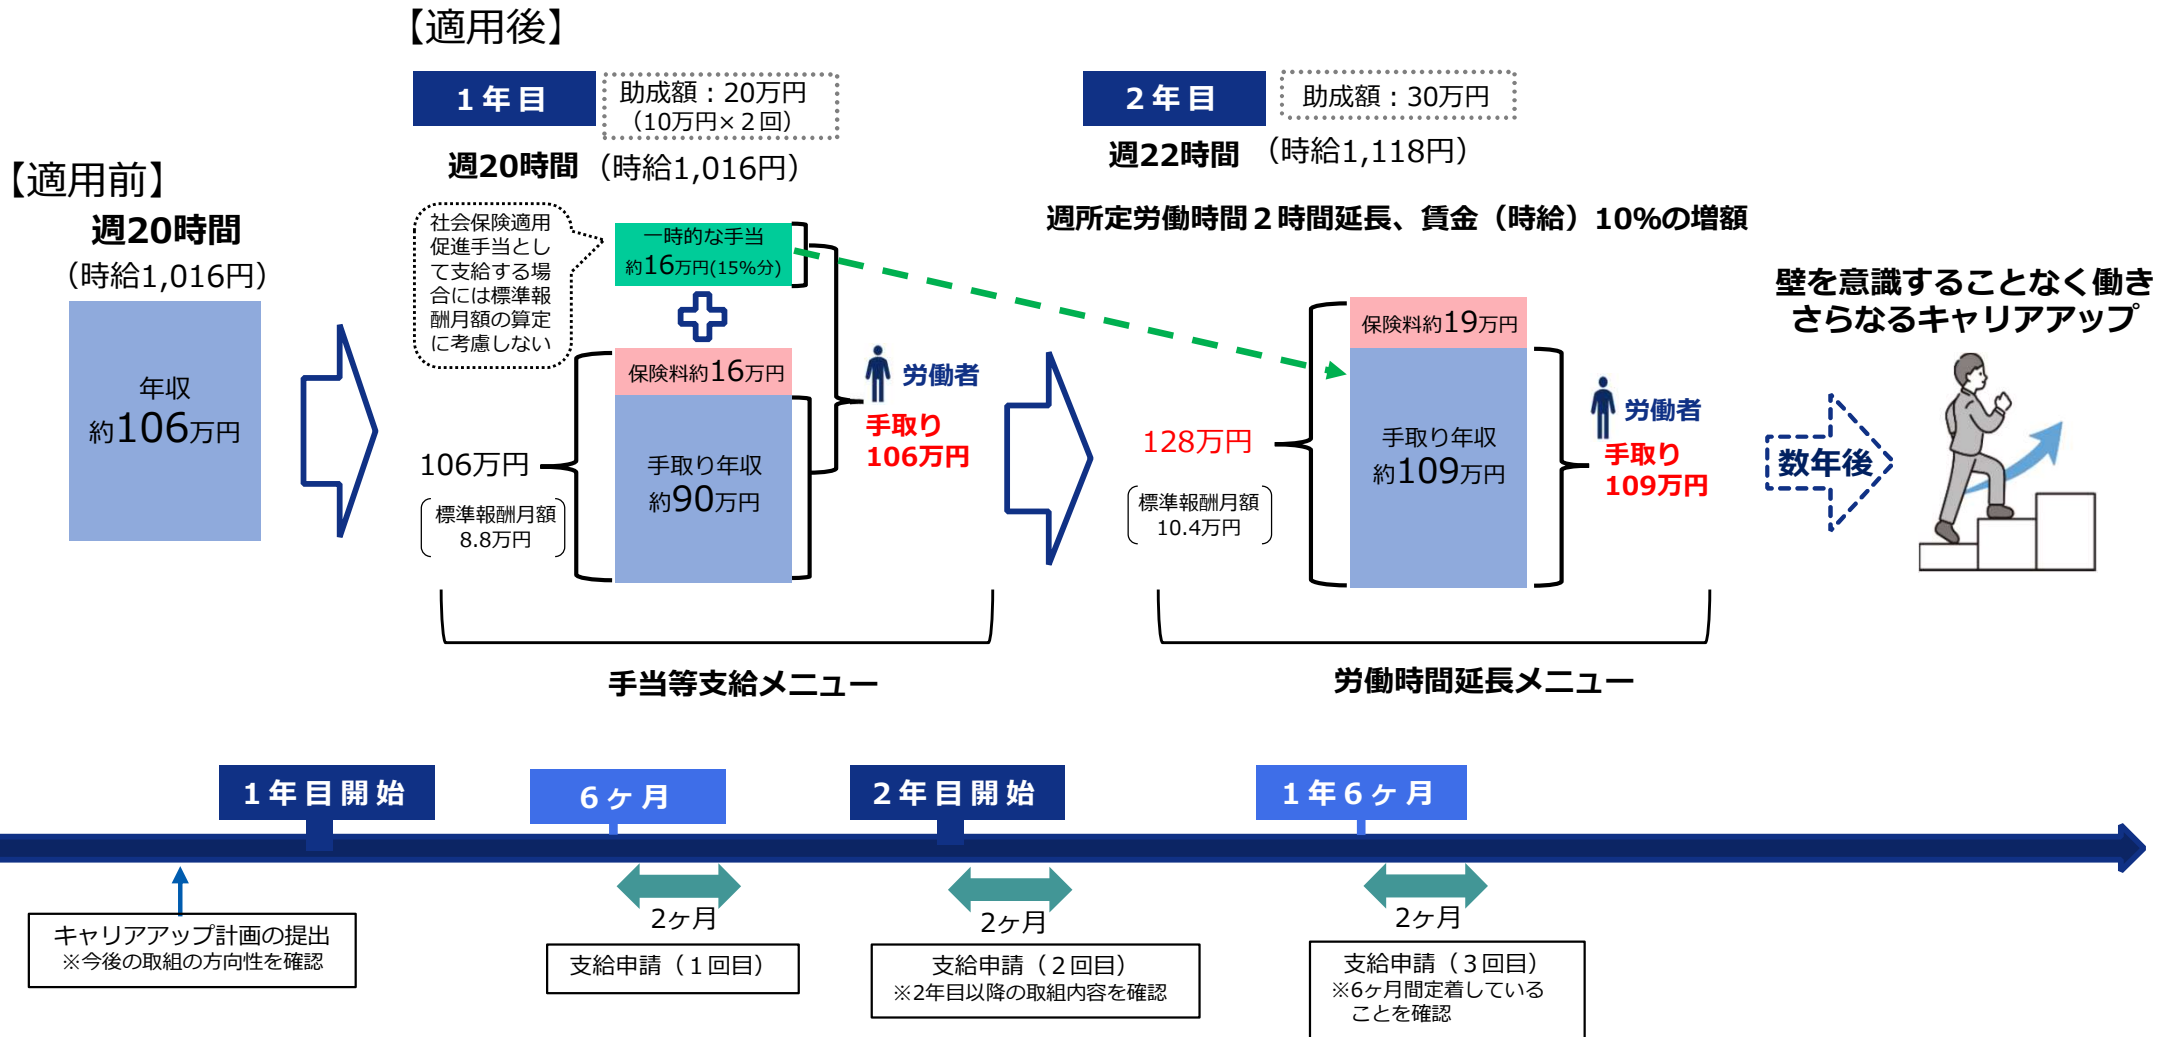 【適用前】
週20時間
（時給1,016円）
年収
約106万円
【適用後】
1年目
助成額：20万円
（10万円×２回）
週20時間（時給1,016円）
社会保険適用
促進手当とし
て支給する場
合には標準報
酬月額の算定
に考慮しない
一時的な手当
約16万円(15%分)
保険料約16万円
手取り年収
約90万円
106万円
標準報酬月額
8.8万円
労働者
手取り
106万円
手当等支給メニュー
2年目
助成額：30万円
週22時間（時給1,118円）
週所定労働時間２時間延長、賃金（時給）10%の増額
保険料約19万円
手取り年収
約109万円
128万円
標準報酬月額
10.4万円
労働者
手取り
109万円
労働時間延長メニュー
数年後
壁を意識することなく働き
さらなるキャリアアップ
1年目開始
6ヶ月
2年目開始
1年6ヶ月
キャリアアップ計画の提出
※今後の取組の方向性を確認
2ヶ月
支給申請（１回目）
2ヶ月
支給申請（２回目）
※2年目以降の取組内容を確認
2ヶ月
支給申請（３回目）
※6ヶ月間定着している
ことを確認